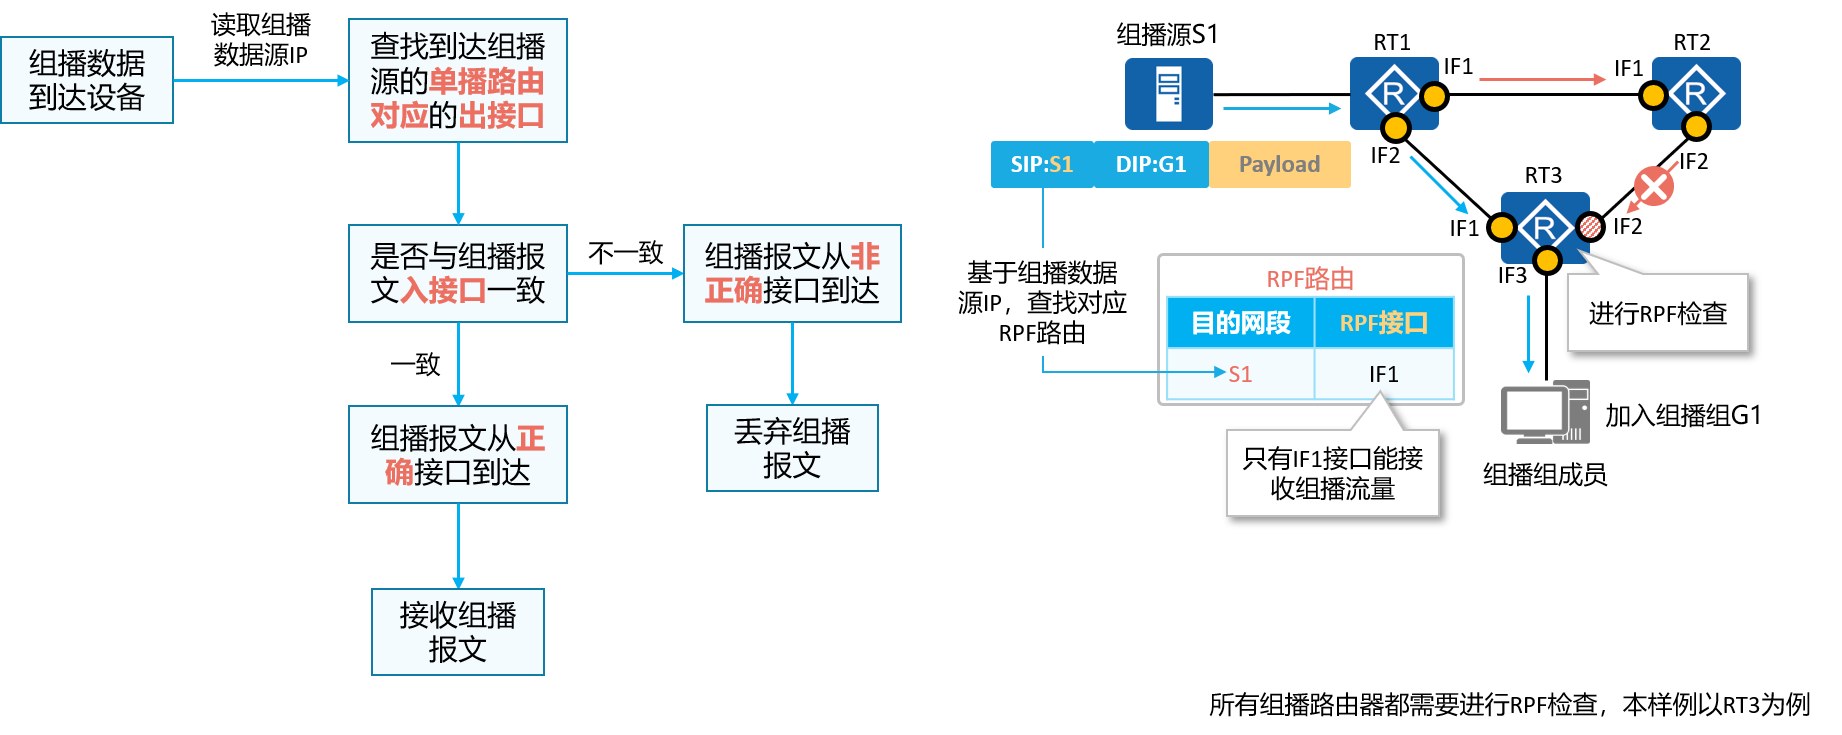 组播数据
到达设备
读取组播
数据源IP
查找到达组播
源的单播路由
对应的出接口
是否与组播报
文入接口一致
不一致
组播报文从非
正确接口到达
一致
组播报文从正
确接口到达
丢弃组播
报文
接收组播
报文
组播源S1
RT1
RT2
IF1
IF1
IF2
IF2
SIP:S1
DIP:G1
Payload
RT3
IF1
IF2
IF3
基于组播数据
源IP，查找对应
RPF路由
RPF路由
目的网段
RPF接口
S1
IF1
进行RPF检查
只有IF1接口能接
收组播流量
加入组播组G1
组播组成员
所有组播路由器都需要进行RPF检查，本样例以RT3为例